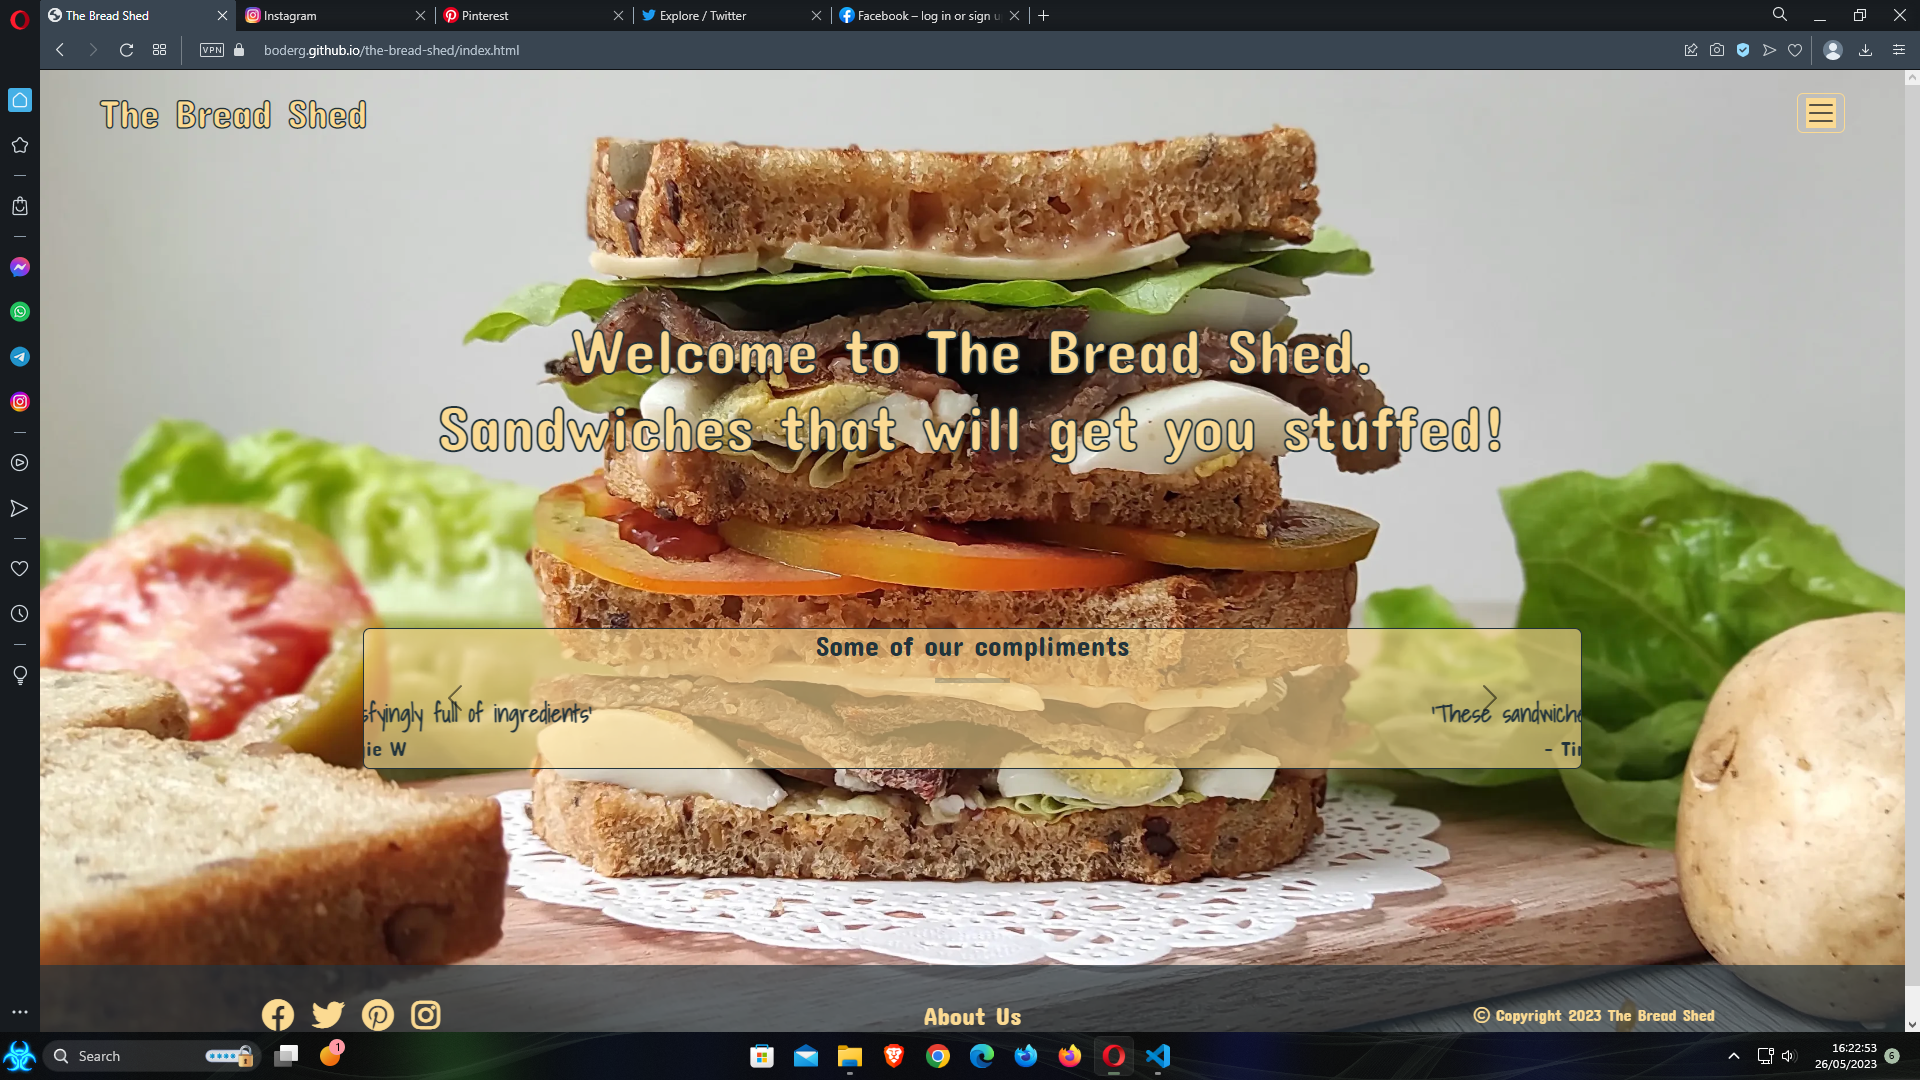 The Bread Shed
Instagram
Pinterest
Explore / Twitter
Facebook – log in or sign u
VPN
boderg.github.io/the-bread-shed/index.html
The Bread Shed
Welcome to The Bread Shed.
Sandwiches that will get you stuffed!
Some of our compliments
sfyingly full of ingredients'
'These sandwiche
ie W
- Tin
About Us
© Copyright 2023 The Bread Shed
Search
1
16:22:53
26/05/2023
6